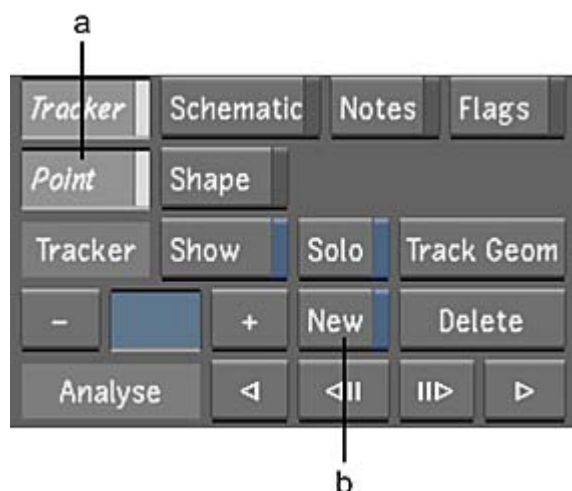 a
Tracker Schematic Notes Flags
Point Shape
Tracker Show Solo Track Geom
- + New Delete
Analyse
b